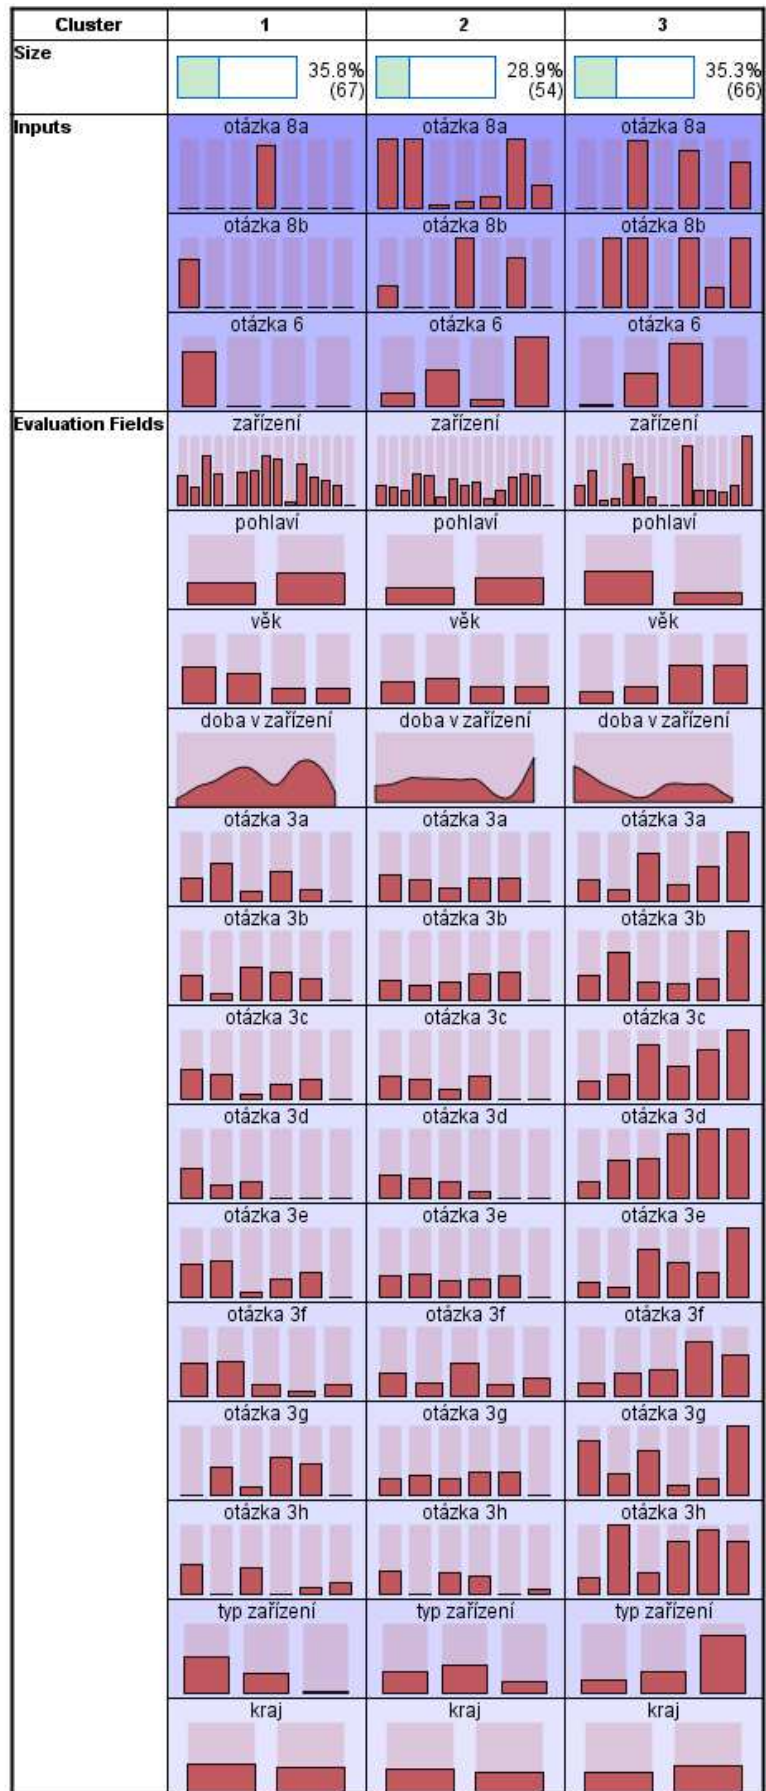 Cluster 1 2 3
Size
35.8% 28.9% 35.3%
(67) (54) (66)
Inputs otázka 8a otázka 8a otázka 8a
otázka 8b otázka 8b otázka 8b
otázka 6 otázka 6 otázka 6
Evaluation Fields zařízení zařízení zařízení
pohlaví pohlaví pohlaví
věk věk věk
doba v zařízení doba v zařízení doba v zařízení
otázka 3a otázka 3a otázka 3a
otázka 3b otázka 3b otázka 3b
otázka 3c otázka 3c otázka 3c
otázka 3d otázka 3d otázka 3d
otázka 3e otázka 3e otázka 3e
otázka 3f otázka 3f otázka 3f
otázka 3g otázka 3g otázka 3g
otázka 3h otázka 3h otázka 3h
typ zařízení typ zařízení typ zařízení
kraj kraj kraj